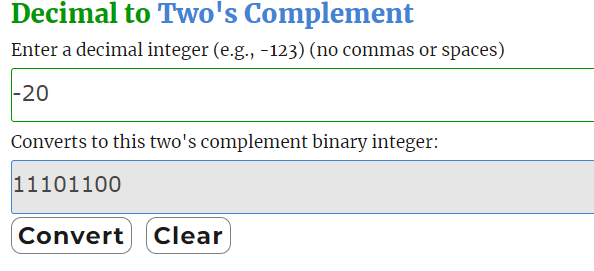 Decimal to Two's Complement
Enter a decimal integer (e.g., -123) (no commas or spaces)
-20
Converts to this two's complement binary integer:
11101100
Convert Clear